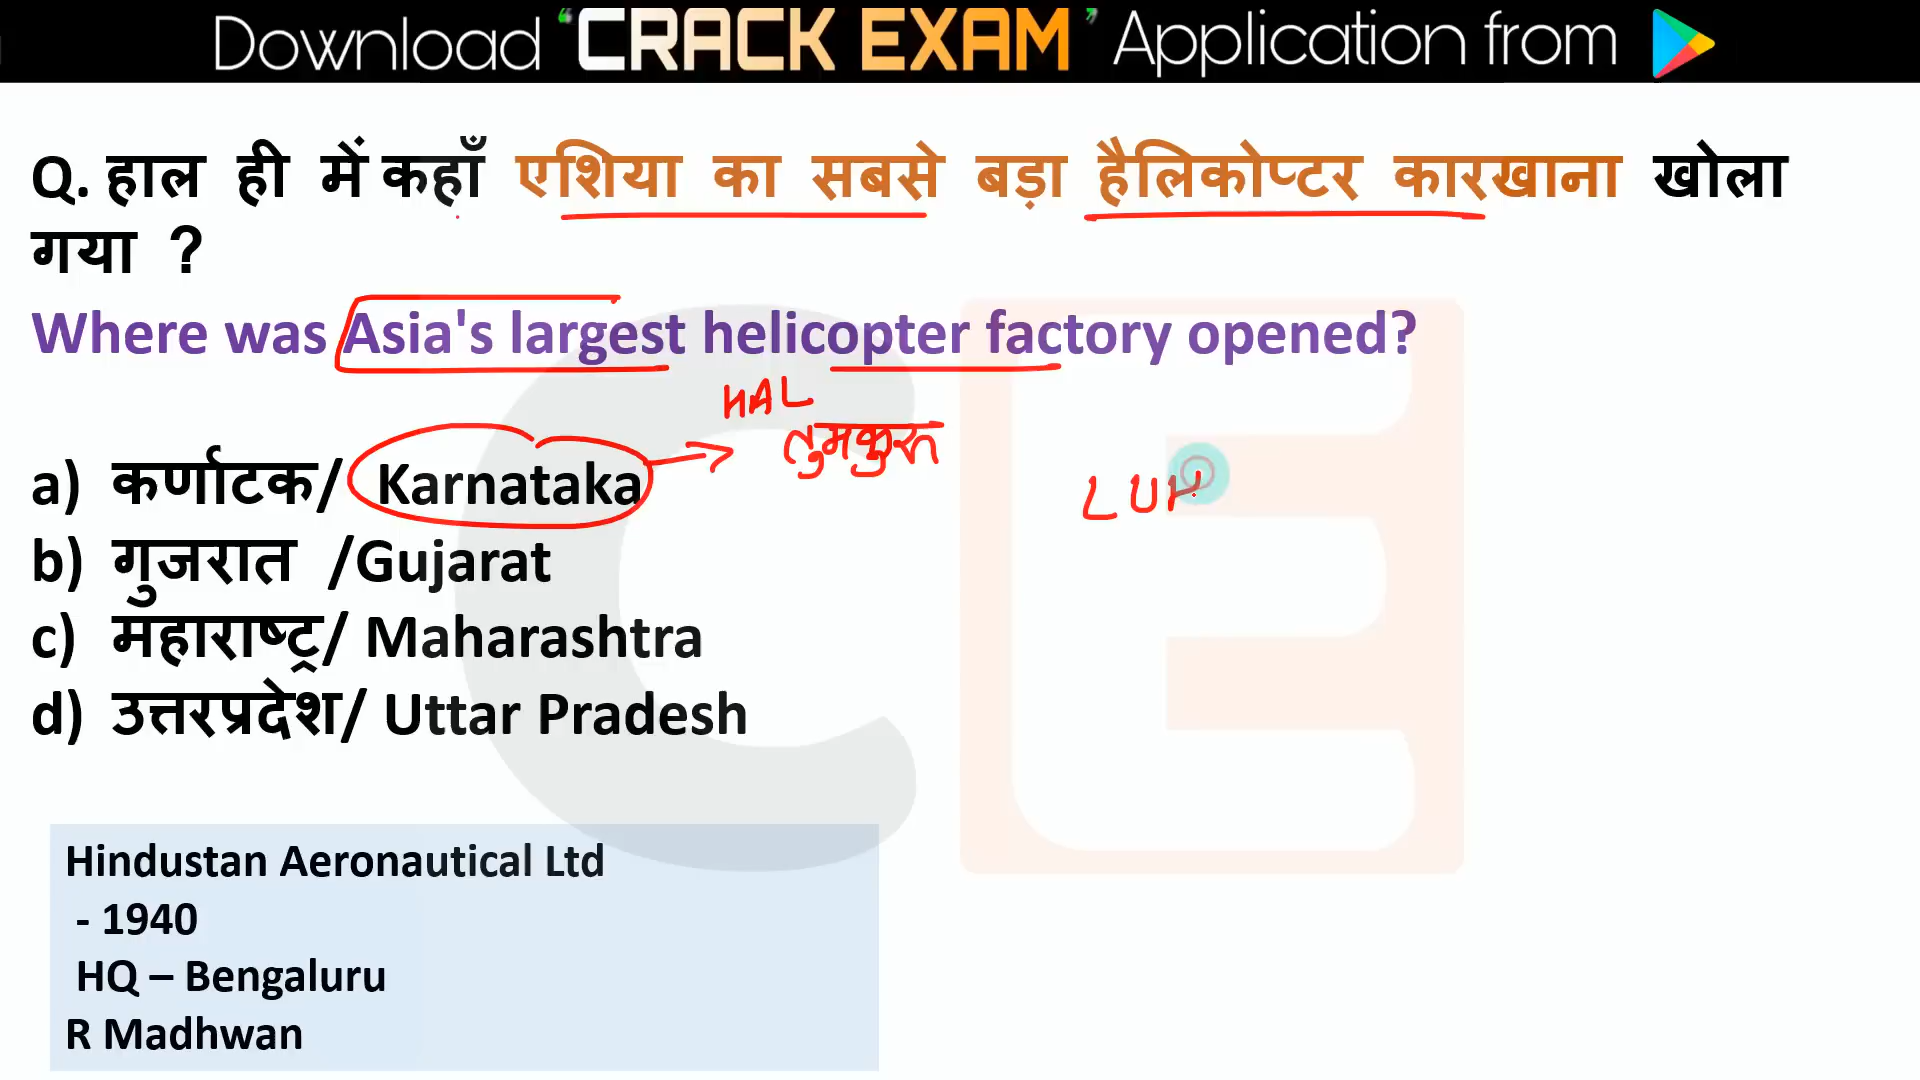 Download ‘CRACK EXAM’ Application from
Q. हाल ही में कहाँ एशिया का सबसे बड़ा हैलिकोप्टर कारखाना खोला
गया ?
Where was Asia's largest helicopter factory opened?
HAL
तुमकुरु
a) कर्णाटक/ Karnataka
LUH
b) गुजरात /Gujarat
c) महाराष्ट्र/ Maharashtra
d) उत्तरप्रदेश/ Uttar Pradesh
Hindustan Aeronautical Ltd
- 1940
HQ – Bengaluru
R Madhwan
CE